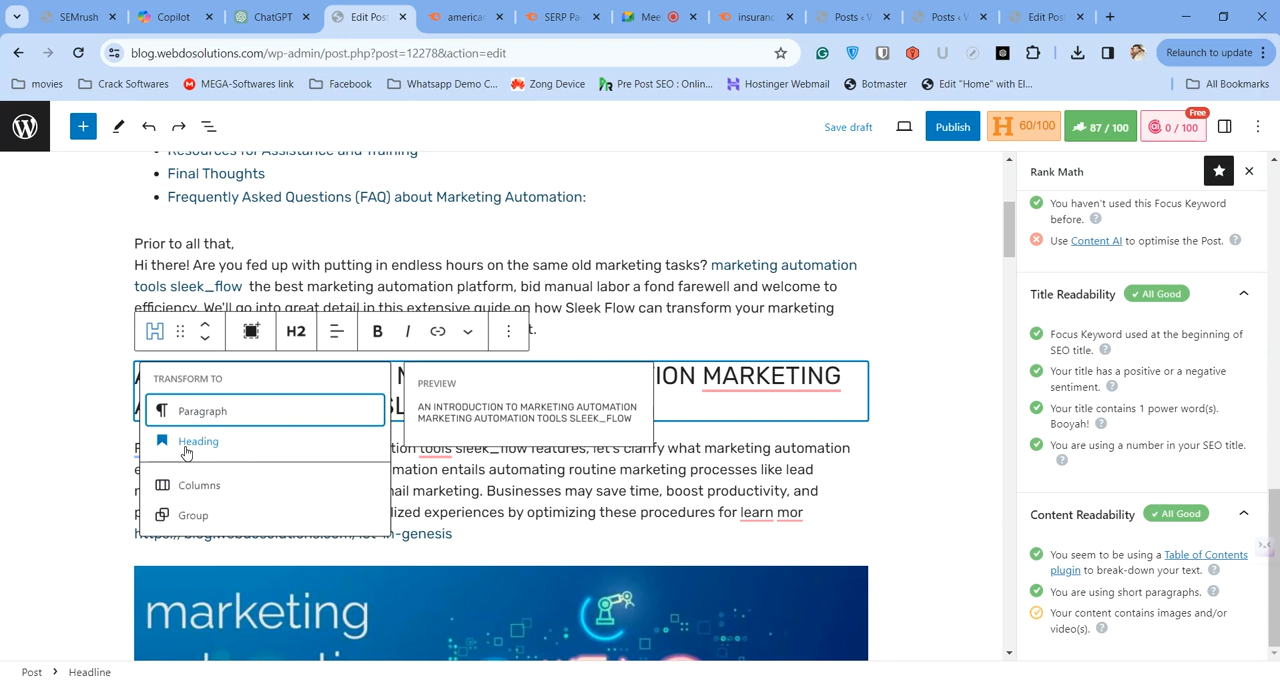 SEMrush
Copilot
ChatGPT
Edit Post
american
SERP Pa
Mee
insuranc
Posts ‹ W
Posts ‹ W
Edit Post
blog.webdosolutions.com/wp-admin/post.php?post=12278&action=edit
Relaunch to update
movies
Crack Softwares
MEGA-Softwares link
Facebook
Whatsapp Demo C...
Zong Device
Pre Post SEO : Onlin...
Hostinger Webmail
Botmaster
Edit "Home" with El...
All Bookmarks
Save draft
Publish
H 60/100
87 / 100
0 / 100
Free
Resources for Assistance and Training
Final Thoughts
Frequently Asked Questions (FAQ) about Marketing Automation:
Prior to all that,
Hi there! Are you fed up with putting in endless hours on the same old marketing tasks? marketing automation
tools sleek_flow the best marketing automation platform, bid manual labor a fond farewell and welcome to
efficiency. We'll go into great detail in this extensive guide on how Sleek Flow can transform your marketing
H2
B
I
TRANSFORM TO
Paragraph
Heading
Columns
Group
PREVIEW
AN INTRODUCTION TO MARKETING AUTOMATION
MARKETING AUTOMATION TOOLS SLEEK_FLOW
ION MARKETING
tion tools sleek_flow features, let's clarify what marketing automation
mation entails automating routine marketing processes like lead
ail marketing. Businesses may save time, boost productivity, and
lized experiences by optimizing these procedures for learn mor
n-genesis
marketing
Rank Math
You haven't used this Focus Keyword
before.
Use Content AI to optimise the Post.
Title Readability
✓ All Good
Focus Keyword used at the beginning of
SEO title.
Your title has a positive or a negative
sentiment.
Your title contains 1 power word(s).
Booyah!
You are using a number in your SEO title.
Content Readability
✓ All Good
You seem to be using a Table of Contents
plugin to break-down your text.
You are using short paragraphs.
Your content contains images and/or
video(s).
Post
Headline